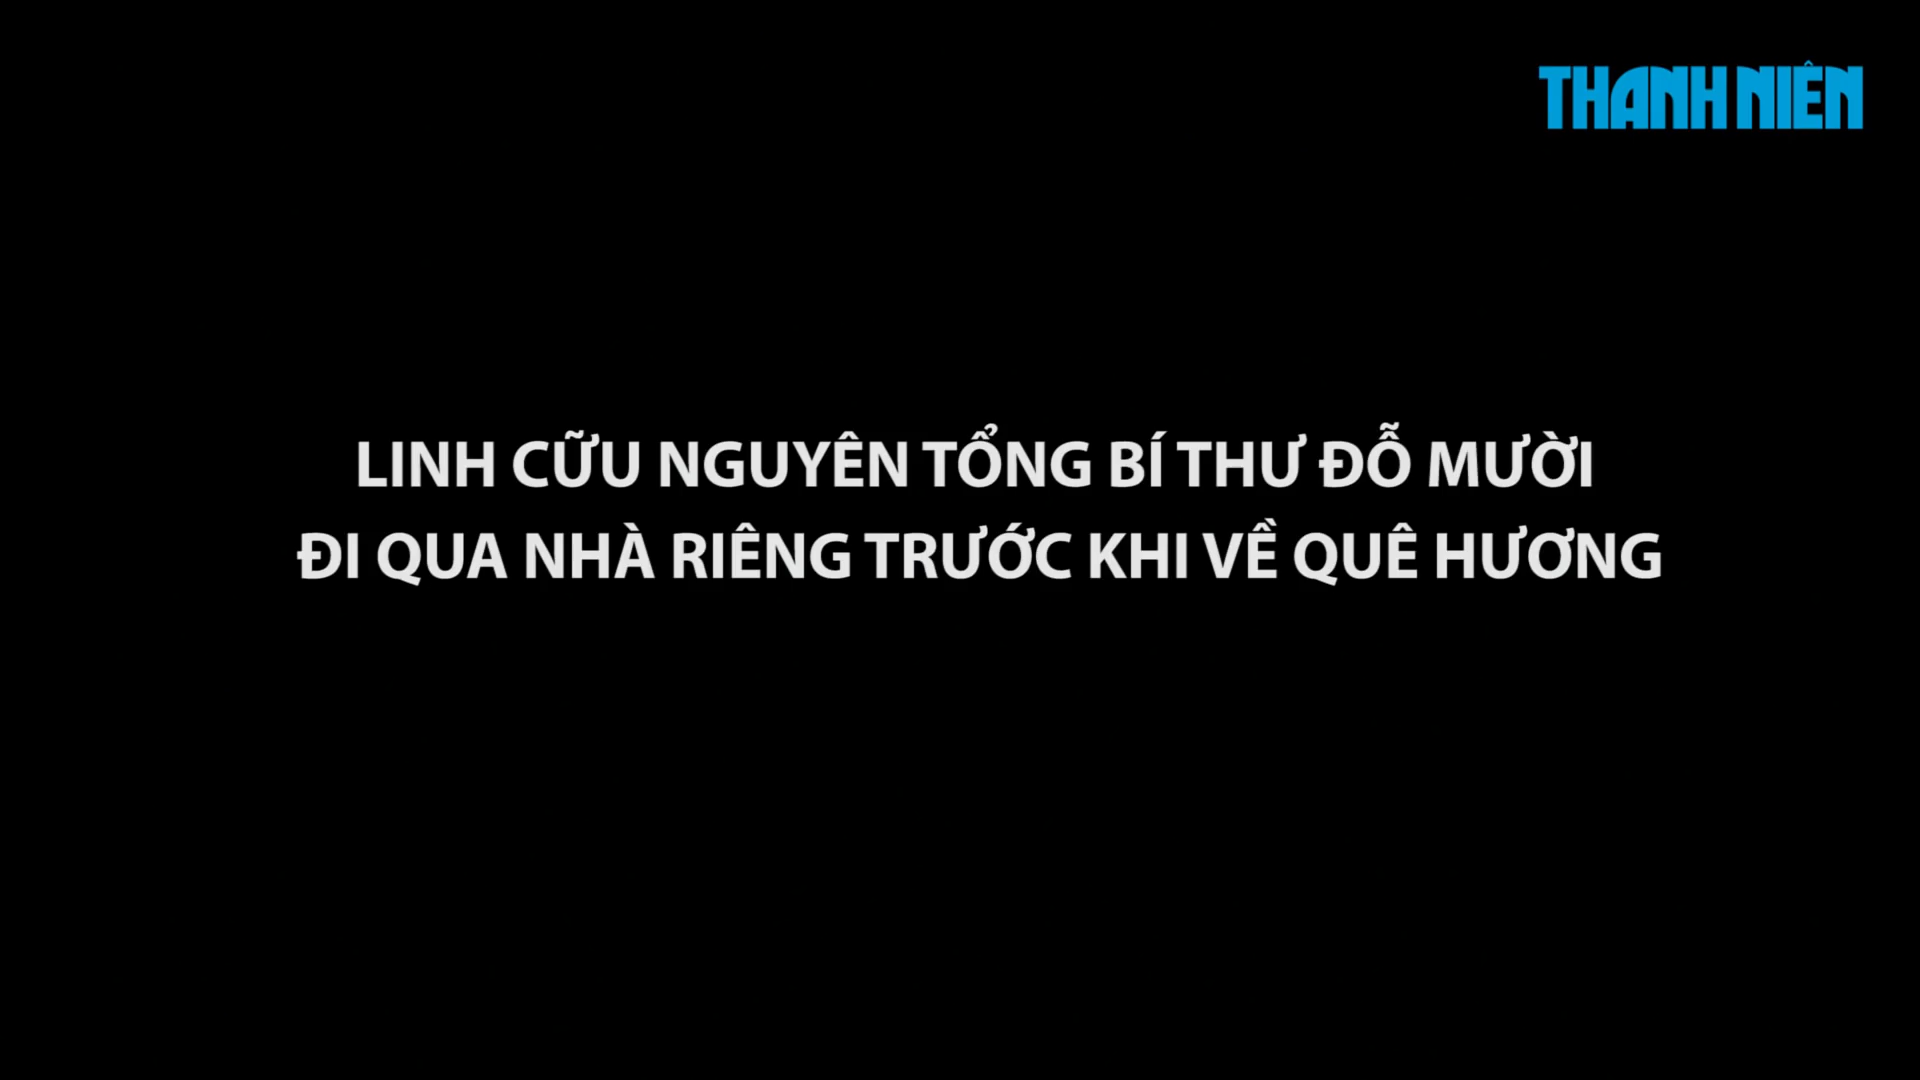 THANH NIÊN
LINH CỮU NGUYÊN TỔNG BÍ THƯ ĐỖ MƯỜI
ĐI QUA NHÀ RIÊNG TRƯỚC KHI VỀ QUÊ HƯƠNG